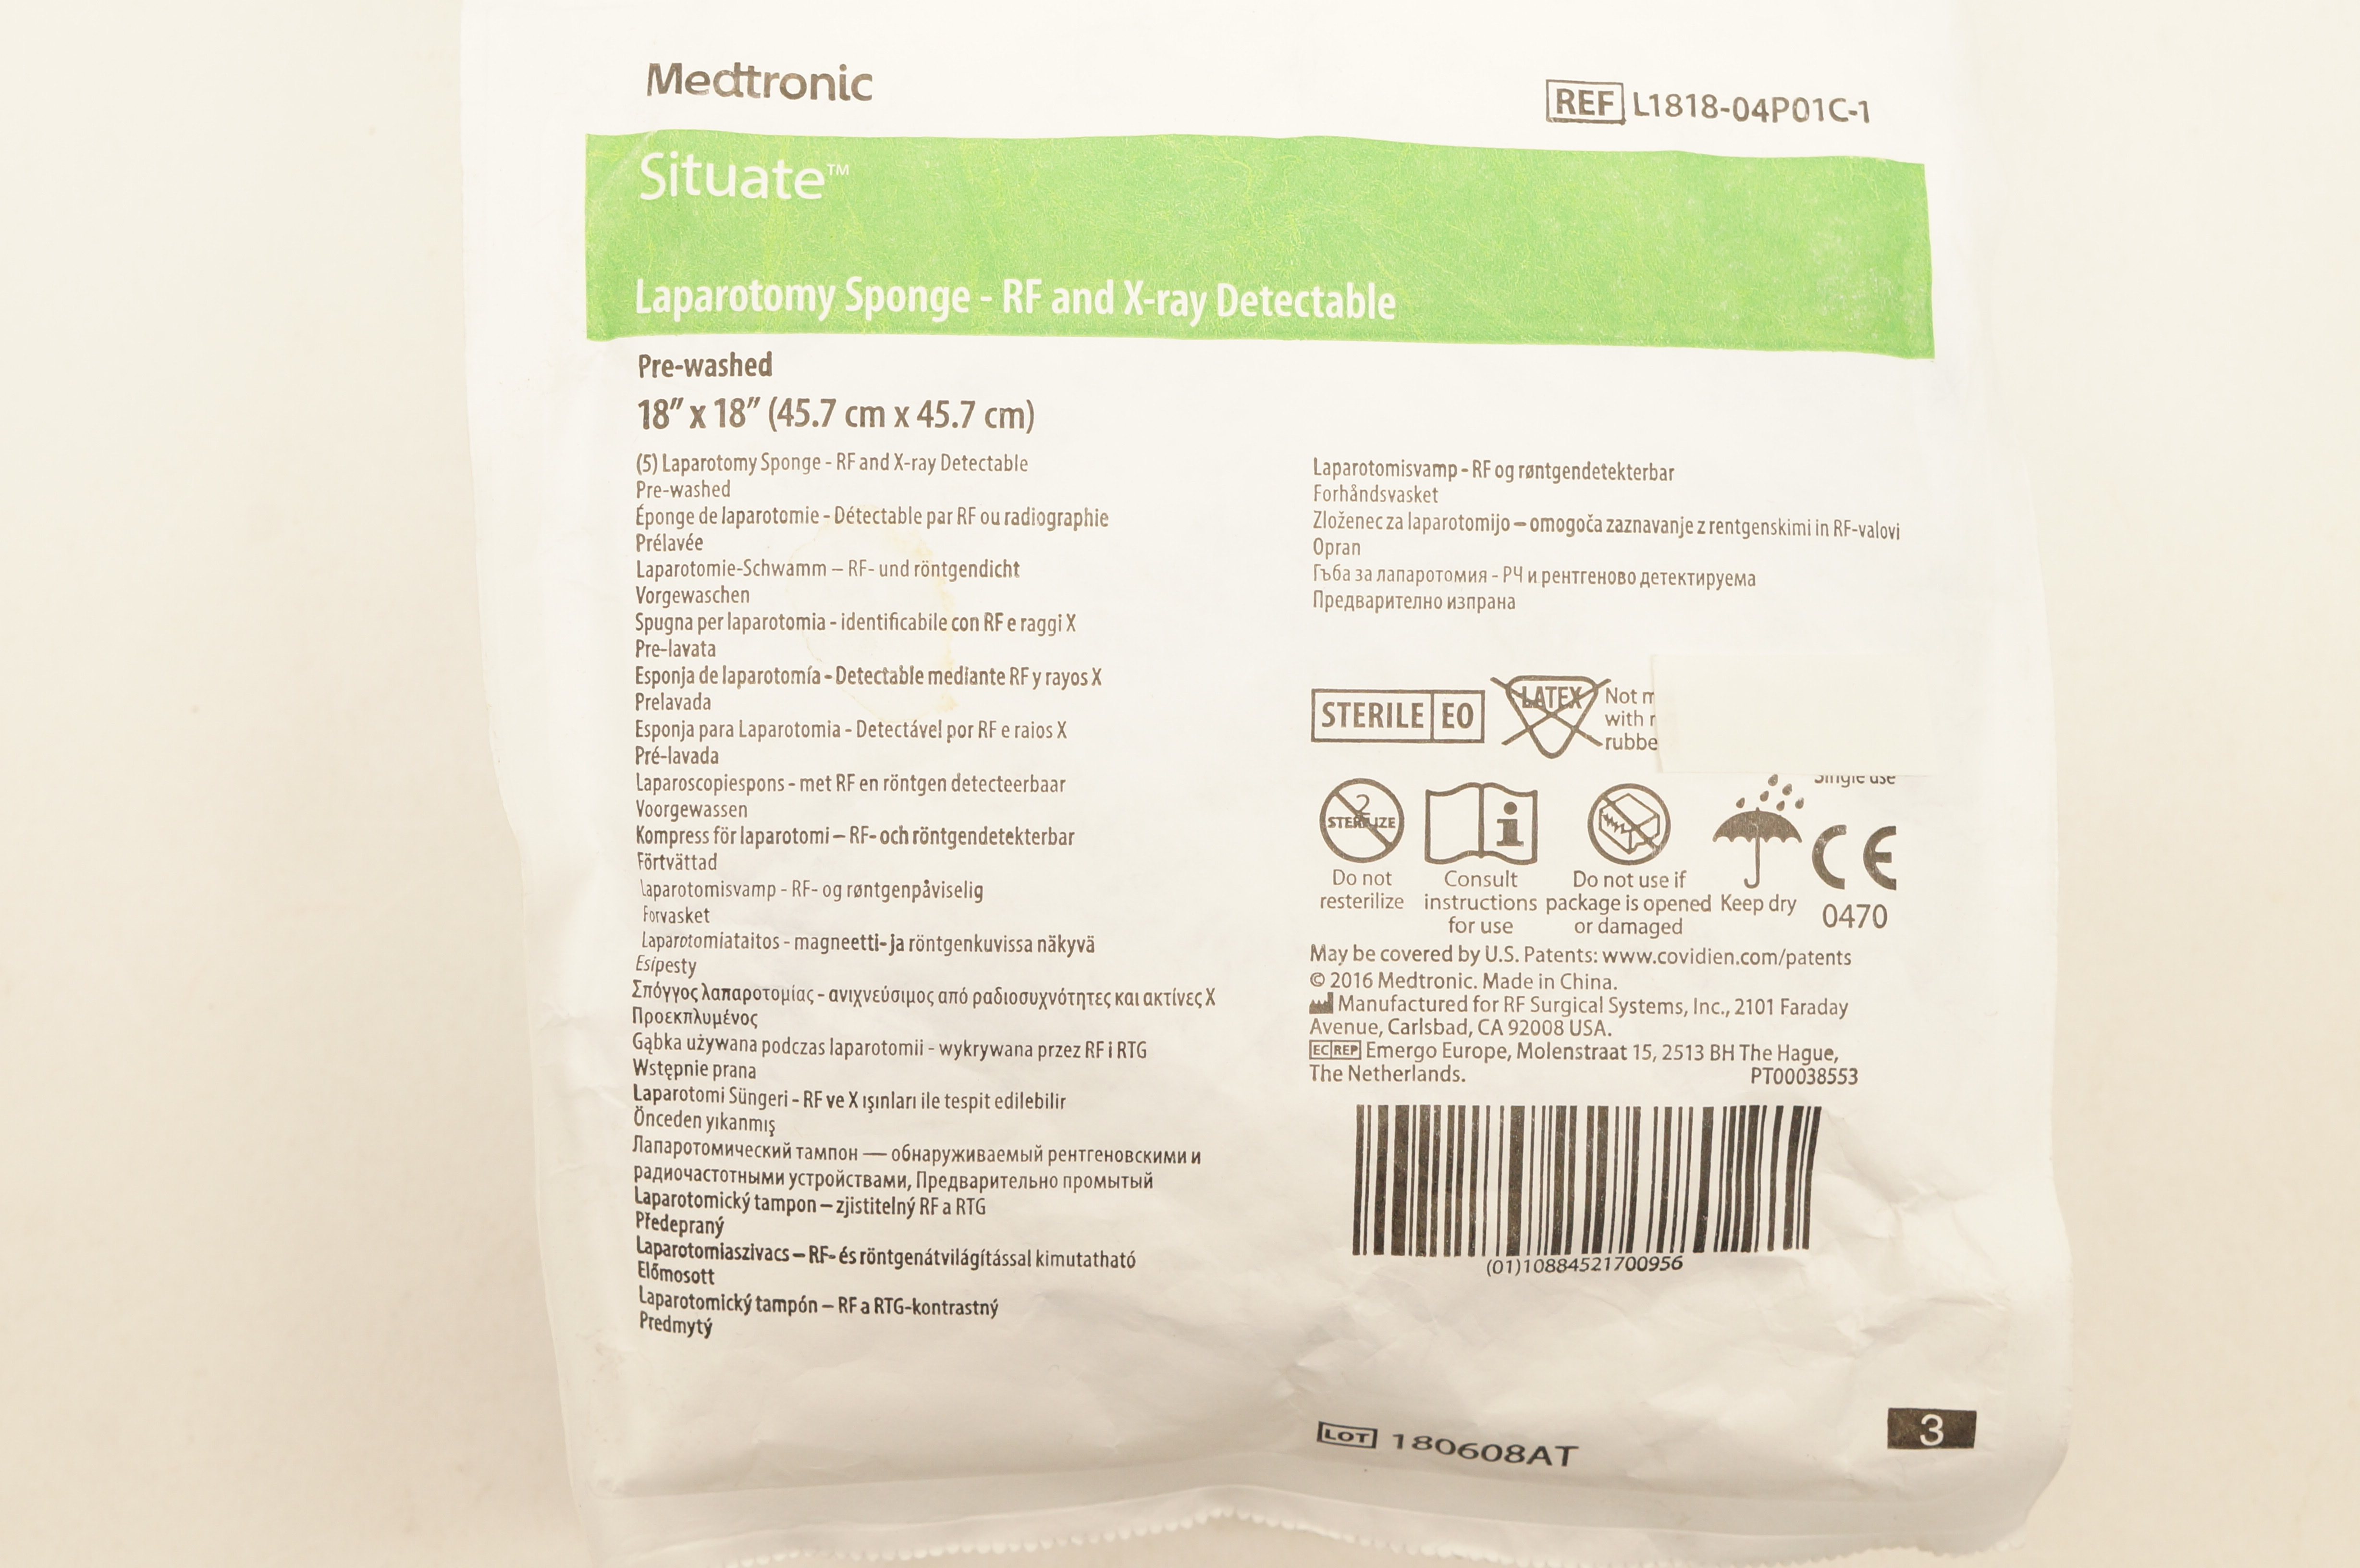 Medtronic
REF L1818-04P01C-1
Situate™
Laparotomy Sponge - RF and X-ray Detectable
Pre-washed
18” x 18” (45.7 cm x 45.7 cm)
(5) Laparotomy Sponge - RF and X-ray Detectable
Pre-washed
Éponge de laparotomie - Détectable par RF ou radiographie
Prélavée
Laparotomie-Schwamm – RF- und röntgendicht
Vorgewaschen
Spugna per laparotomia - identificabile con RF e raggi X
Pre-lavata
Esponja de laparotomía - Detectable mediante RF y rayos X
Prelavada
Esponja para Laparotomia - Detectável por RF e raios X
Pré-lavada
Laparoscopiespons - met RF en röntgen detecteerbaar
Voorgewassen
Kompress för laparotomi – RF- och röntgendetekterbar
Förtvättad
Laparotomisvamp - RF- og røntgenpåviselig
Forvasket
Laparotomiataitos - magneetti- ja röntgenkuvissa näkyvä
Esipesty
Σπόγγος λαπαροτομίας - ανιχνεύσιμος από ραδιοσυχνότητες και ακτίνες Χ
Προεκπλυμένος
Gąbka używana podczas laparotomii - wykrywana przez RF i RTG
Wstępnie prana
Laparotomi Süngeri - RF ve X ışınları ile tespit edilebilir
Önceden yıkanmış
Лапаротомический тампон — обнаруживаемый рентгеновскими и
радиочастотными устройствами, Предварительно промытый
Laparotomický tampon – zjistitelný RF a RTG
Předepraný
Laparotomiaszivacs – RF- és röntgenátvilágítással kimutatható
Előmosott
Laparotomický tampón – RF a RTG-kontrastný
Predmytý
Laparotomisvamp - RF og røntgendetekterbar
Forhåndsvasket
Zloženec za laparotomijo – omogoča zaznavanje z rentgenskimi in RF-valovi
Opran
Гъба за лапаротомия - РЧ и рентгеново детектируема
Предварително изпрана
STERILE EO
LATEX
Not
with
Single use
2
STERILIZE
Do not
resterilize
Consult
instructions
for use
Do not use if
package is opened
or damaged
Keep dry
CE
0470
May be covered by U.S. Patents: www.covidien.com/patents
© 2016 Medtronic. Made in China.
Manufactured for RF Surgical Systems, Inc., 2101 Faraday
Avenue, Carlsbad, CA 92008 USA.
EC REP Emergo Europe, Molenstraat 15, 2513 BH The Hague,
The Netherlands. PT00038553
(01)10884521700956
LOT 180608AT
3